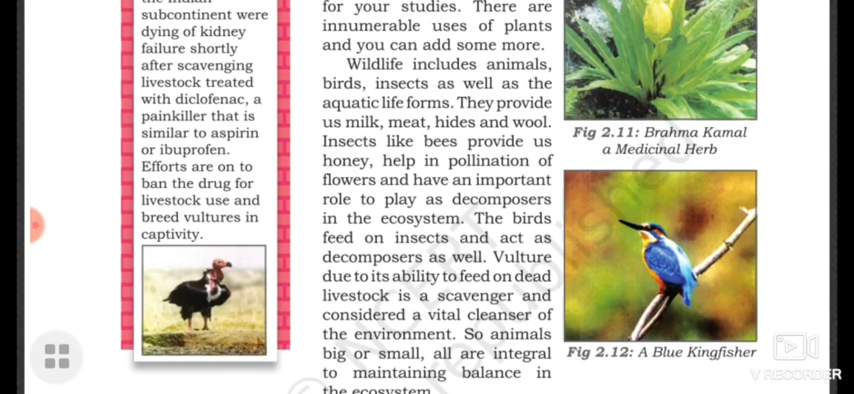 the Indian
subcontinent were
dying of kidney
failure shortly
after scavenging
livestock treated
with diclofenac, a
painkiller that is
similar to aspirin
or ibuprofen.
Efforts are on to
ban the drug for
livestock use and
breed vultures in
captivity.
for your studies. There are
innumerable uses of plants
and you can add some more.
Wildlife includes animals,
birds, insects as well as the
aquatic life forms. They provide
us milk, meat, hides and wool.
Insects like bees provide us
honey, help in pollination of
flowers and have an important
role to play as decomposers
in the ecosystem. The birds
feed on insects and act as
decomposers as well. Vulture
due to its ability to feed on dead
livestock is a scavenger and
considered a vital cleanser of
the environment. So animals
big or small, all are integral
to maintaining balance in
the ecosystem
Fig 2.11: Brahma Kamal
a Medicinal Herb
Fig 2.12: A Blue Kingfisher
© NCERT
republished
V RECORDER